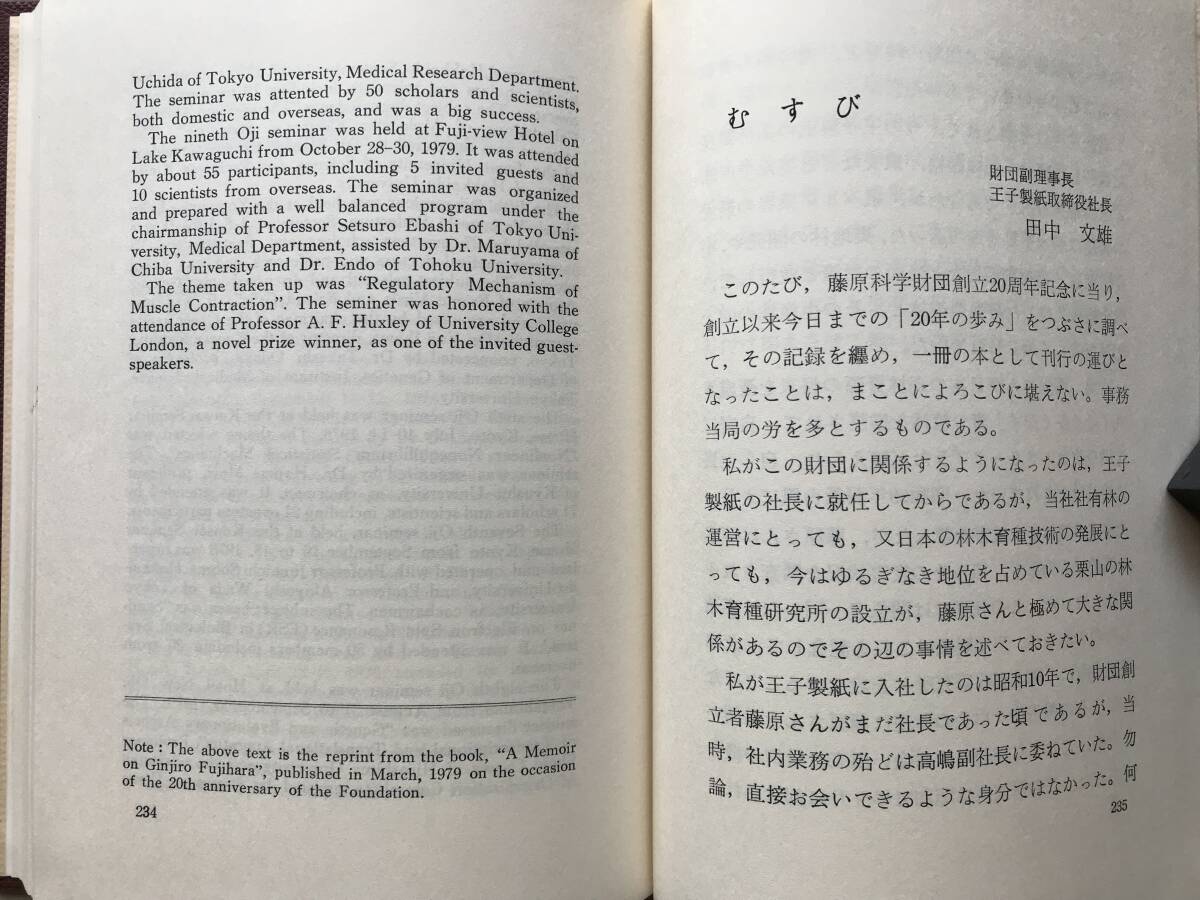 Uchida of Tokyo University, Medical Research Department.
The seminar was attented by 50 scholars and scientists,
both domestic and overseas, and was a big success.
The nineth Oji seminar was held at Fuji-view Hotel on
Lake Kawaguchi from October 28-30, 1979. It was attended
by about 55 participants, including 5 invited guests and
10 scientists from overseas. The seminar was organized
and prepared with a well balanced program under the
chairmanship of Professor Setsuro Ebashi of Tokyo Uni-
versity, Medical Department, assisted by Dr. Maruyama of
Chiba University and Dr. Endo of Tohoku University.
The theme taken up was “Regulatory Mechanism of
Muscle Contraction”. The seminer was honored with the
attendance of Professor A. F. Huxley of University College
London, a novel prize winner, as one of the invited guest-
speakers.
Note : The above text is the reprint from the book, “A Memoir
on Ginjiro Fujihara”, published in March, 1979 on the occasion
of the 20th anniversary of the Foundation.
234
むすび
財団副理事長
王子製紙取締役社長
田中 文雄
このたび，藤原科学財団創立20周年記念に当り，
創立以来今日までの「20年の歩み」をつぶさに調べ
て，その記録を纒め，一冊の本として刊行の運びと
なったことは，まことによろこびに堪えない。事務
当局の労を多とするものである。
私がこの財団に関係するようになったのは，王子
製紙の社長に就任してからであるが，当社社有林の
運営にとっても，又日本の林木育種技術の発展にと
っても，今はゆるぎなき地位を占めている栗山の林
木育種研究所の設立が，藤原さんと極めて大きな関
係があるのでその辺の事情を述べておきたい。
私が王子製紙に入社したのは昭和10年で，財団創
立者藤原さんがまだ社長であった頃であるが，当
時，社内業務の殆どは高嶋副社長に委ねていた。勿
論，直接お会いできるような身分ではなかった。何
235